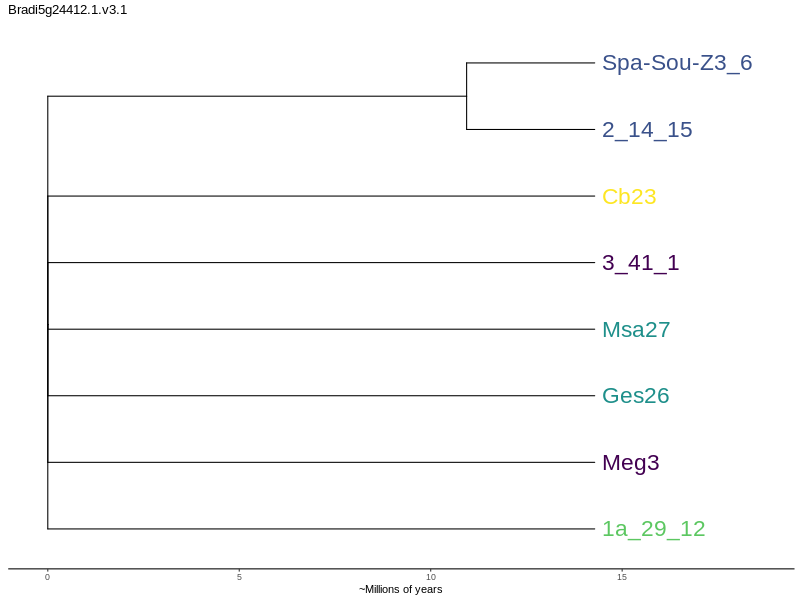 Bradi5g24412.1.v3.1
Spa-Sou-Z3_6
2_14_15
Cb23
3_41_1
Msa27
Ges26
Meg3
1a_29_12
0 5 10 15
~Millions of years